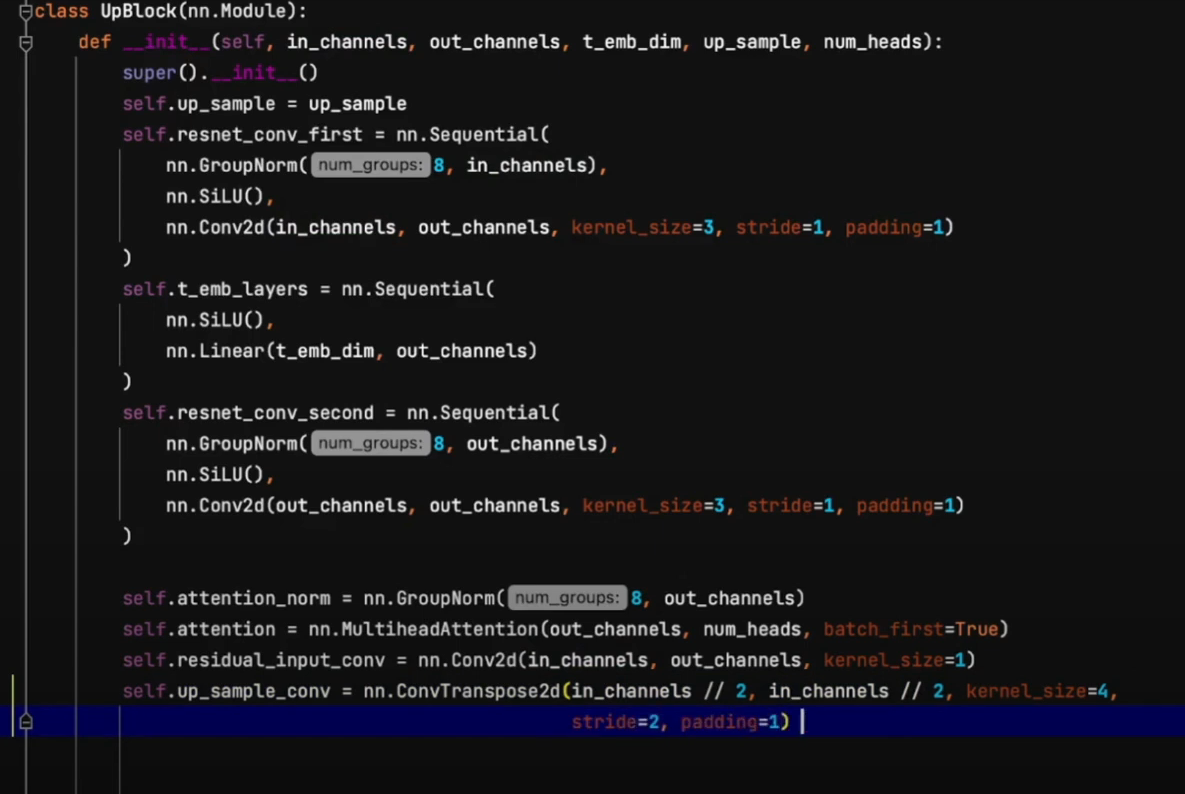 class UpBlock(nn.Module):
    def __init__(self, in_channels, out_channels, t_emb_dim, up_sample, num_heads):
        super().__init__()
        self.up_sample = up_sample
        self.resnet_conv_first = nn.Sequential(
            nn.GroupNorm(num_groups: 8, in_channels),
            nn.SiLU(),
            nn.Conv2d(in_channels, out_channels, kernel_size=3, stride=1, padding=1)
        )
        self.t_emb_layers = nn.Sequential(
            nn.SiLU(),
            nn.Linear(t_emb_dim, out_channels)
        )
        self.resnet_conv_second = nn.Sequential(
            nn.GroupNorm(num_groups: 8, out_channels),
            nn.SiLU(),
            nn.Conv2d(out_channels, out_channels, kernel_size=3, stride=1, padding=1)
        )
        self.attention_norm = nn.GroupNorm(num_groups: 8, out_channels)
        self.attention = nn.MultiheadAttention(out_channels, num_heads, batch_first=True)
        self.residual_input_conv = nn.Conv2d(in_channels, out_channels, kernel_size=1)
        self.up_sample_conv = nn.ConvTranspose2d(in_channels // 2, in_channels // 2, kernel_size=4,
                                                 stride=2, padding=1)